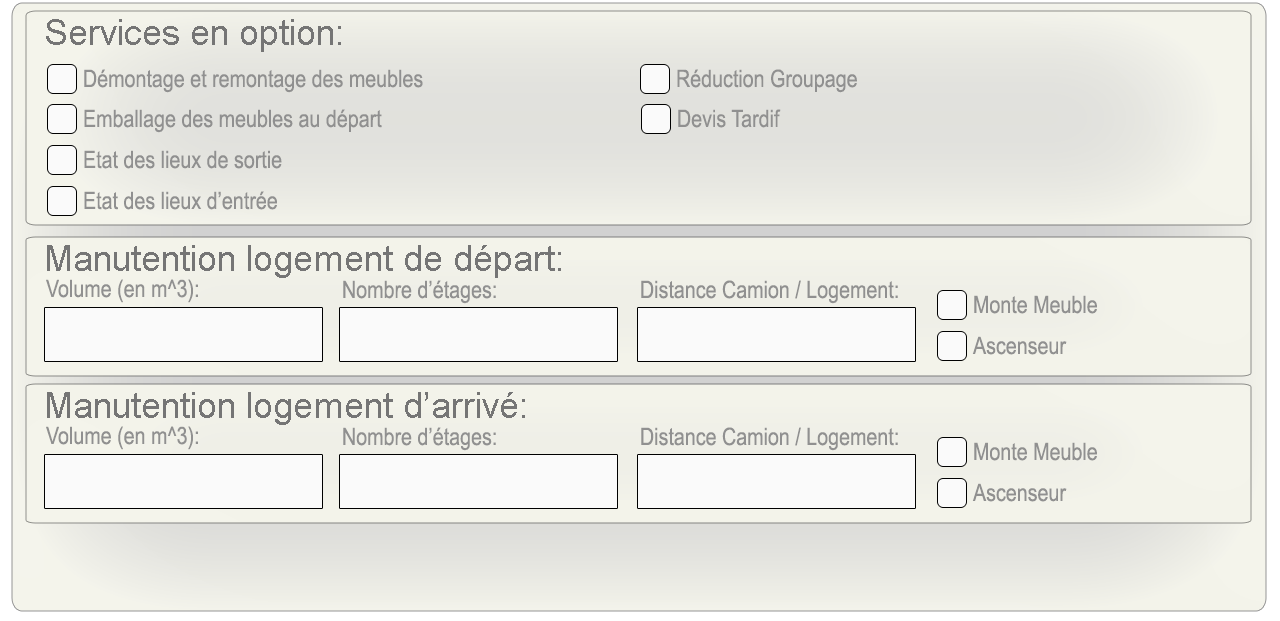 Services en option:
Démontage et remontage des meubles
Réduction Groupage
Emballage des meubles au départ
Devis Tardif
Etat des lieux de sortie
Etat des lieux d’entrée
Manutention logement de départ:
Volume (en m^3): Nombre d’étages: Distance Camion / Logement:
Monte Meuble
Ascenseur
Manutention logement d’arrivé:
Volume (en m^3): Nombre d’étages: Distance Camion / Logement:
Monte Meuble
Ascenseur